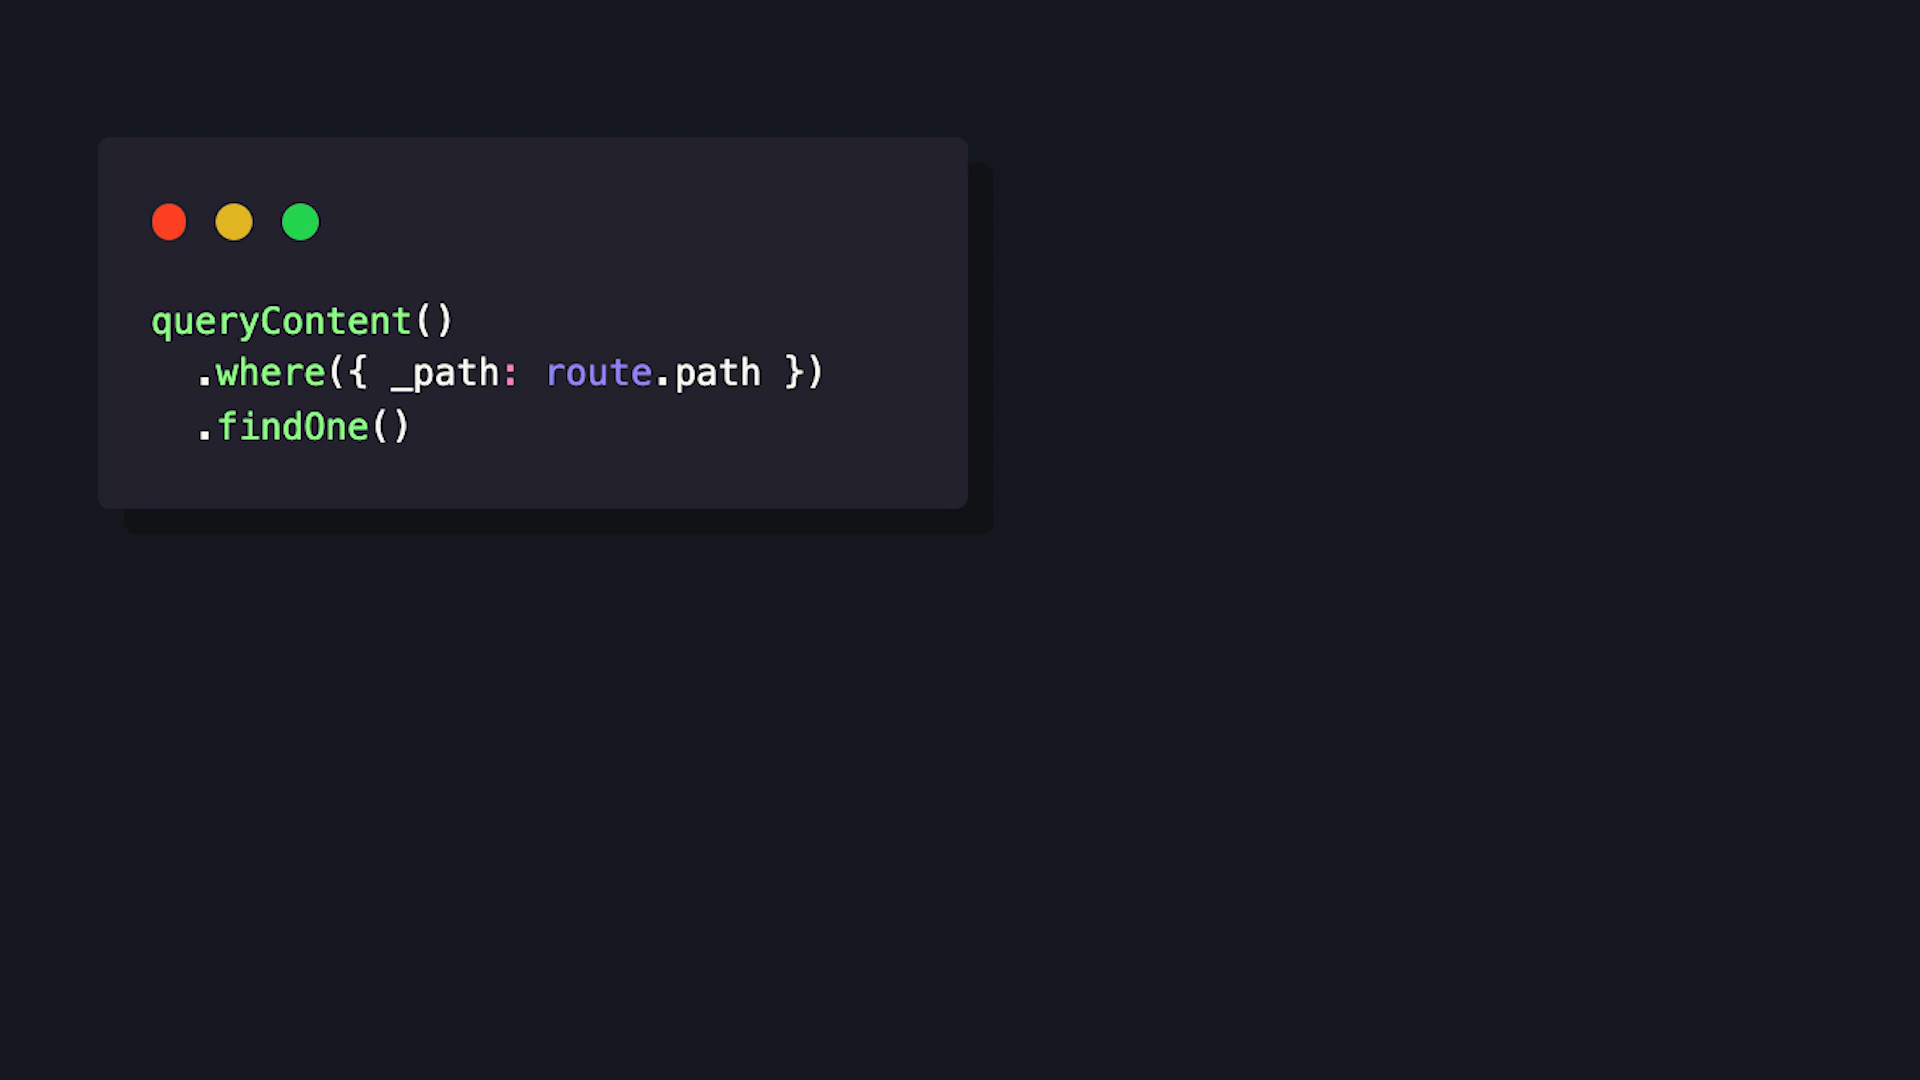 queryContent()
  .where({ _path: route.path })
  .findOne()